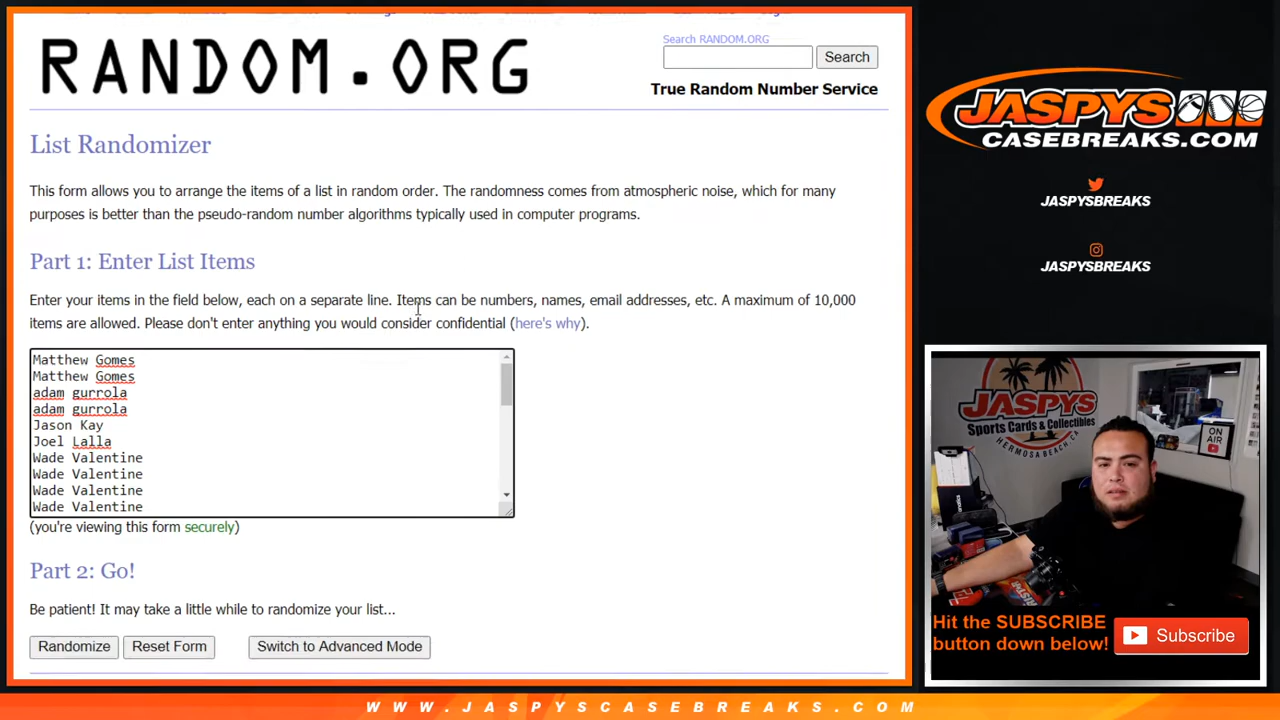 RANDOM.ORG
Search RANDOM.ORG
Search
True Random Number Service
List Randomizer
This form allows you to arrange the items of a list in random order. The randomness comes from atmospheric noise, which for many
purposes is better than the pseudo-random number algorithms typically used in computer programs.
Part 1: Enter List Items
Enter your items in the field below, each on a separate line. Items can be numbers, names, email addresses, etc. A maximum of 10,000
items are allowed. Please don't enter anything you would consider confidential (here's why).
Matthew Gomes
Matthew Gomes
adam gurrola
adam gurrola
Jason Kay
Joel Lalla
Wade Valentine
Wade Valentine
Wade Valentine
Wade Valentine
(you're viewing this form securely)
Part 2: Go!
Be patient! It may take a little while to randomize your list...
Randomize
Reset Form
Switch to Advanced Mode
JASPYS
CASEBREAKS.COM
JASPYSBREAKS
JASPYSBREAKS
JASPYS
Sports Cards & Collectibles
HERMOSA BEACH, CA
ON
AIR
Hit the SUBSCRIBE
button down below!
Subscribe
WWW.JASPYSCASEBREAKS.COM